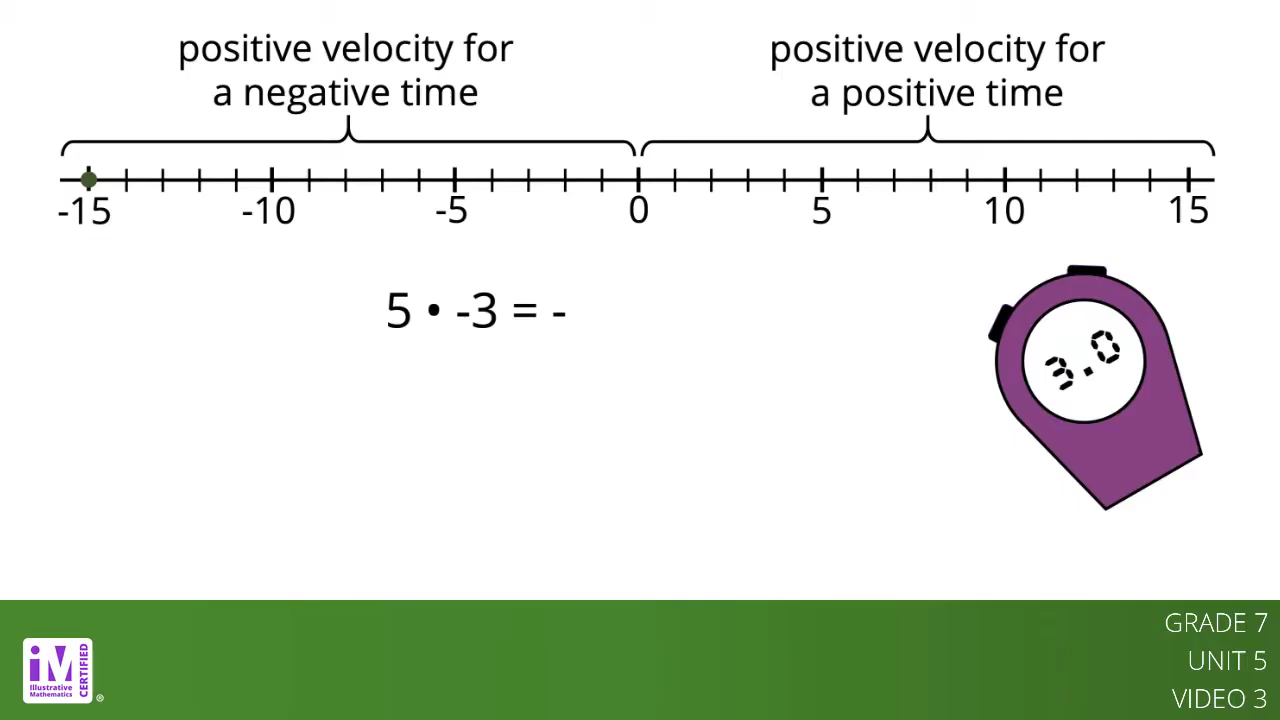 positive velocity for
a negative time
positive velocity for
a positive time
-15 -10 -5 0 5 10 15
5 • -3 = -
3.0
GRADE 7
UNIT 5
VIDEO 3
iM
Illustrative
Mathematics
CERTIFIED
®